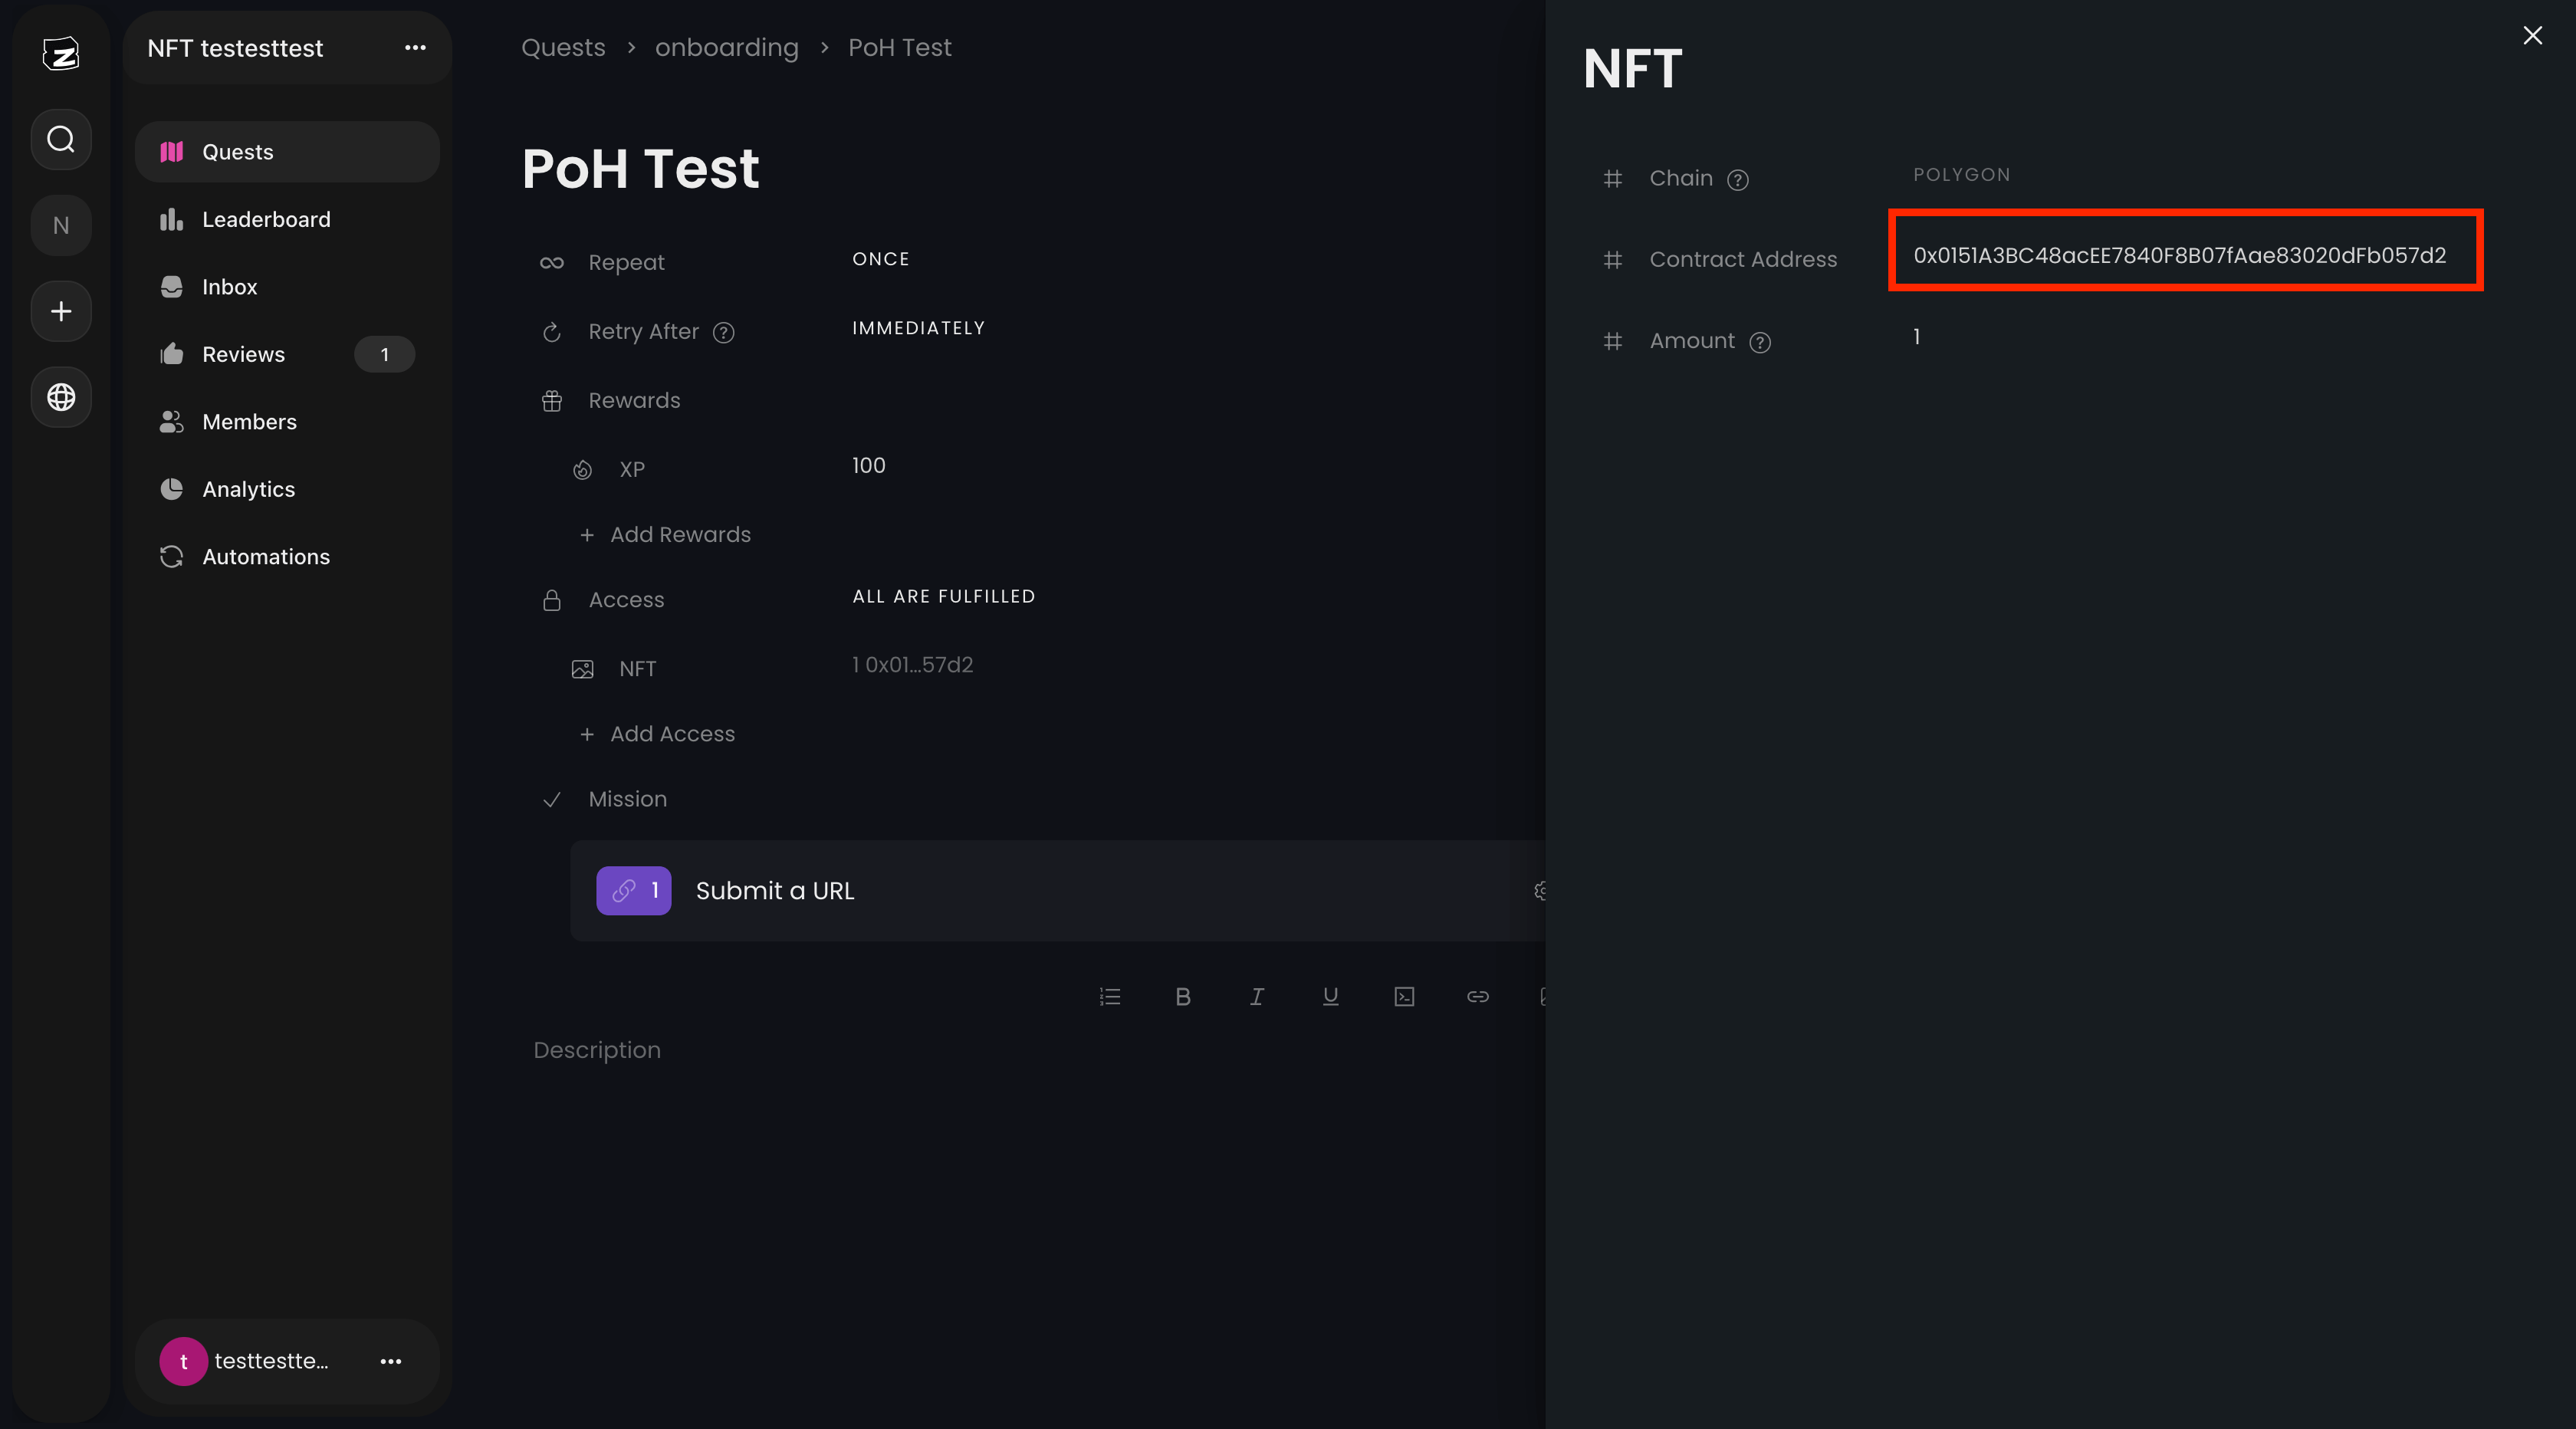 NFT testesttest
N
Quests
Leaderboard
Inbox
Reviews 1
Members
Analytics
Automations
t testtestte...
Quests > onboarding > PoH Test
PoH Test
Repeat ONCE
Retry After ? IMMEDIATELY
Rewards
XP 100
+ Add Rewards
Access ALL ARE FULFILLED
NFT 1 0x01...57d2
+ Add Access
Mission
1 Submit a URL
B I U
Description
NFT
Chain ? POLYGON
Contract Address 0x0151A3BC48acEE7840F8B07fAae83020dFb057d2
Amount ? 1